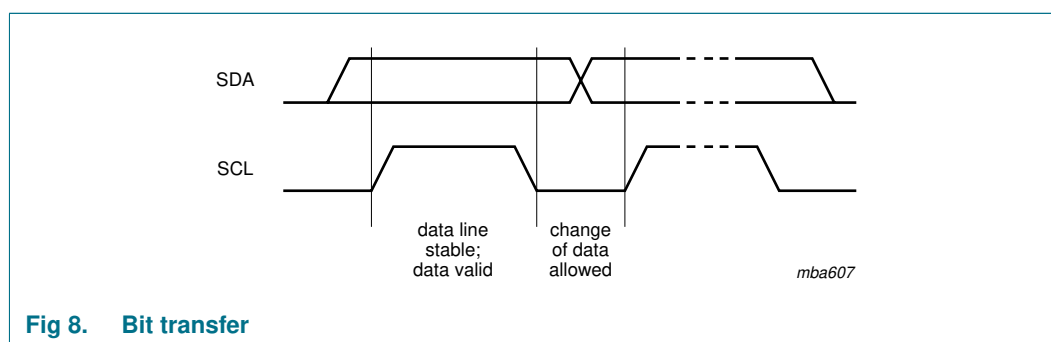 SDA
SCL
data line
stable;
data valid
change
of data
allowed
mba607
Fig 8. Bit transfer